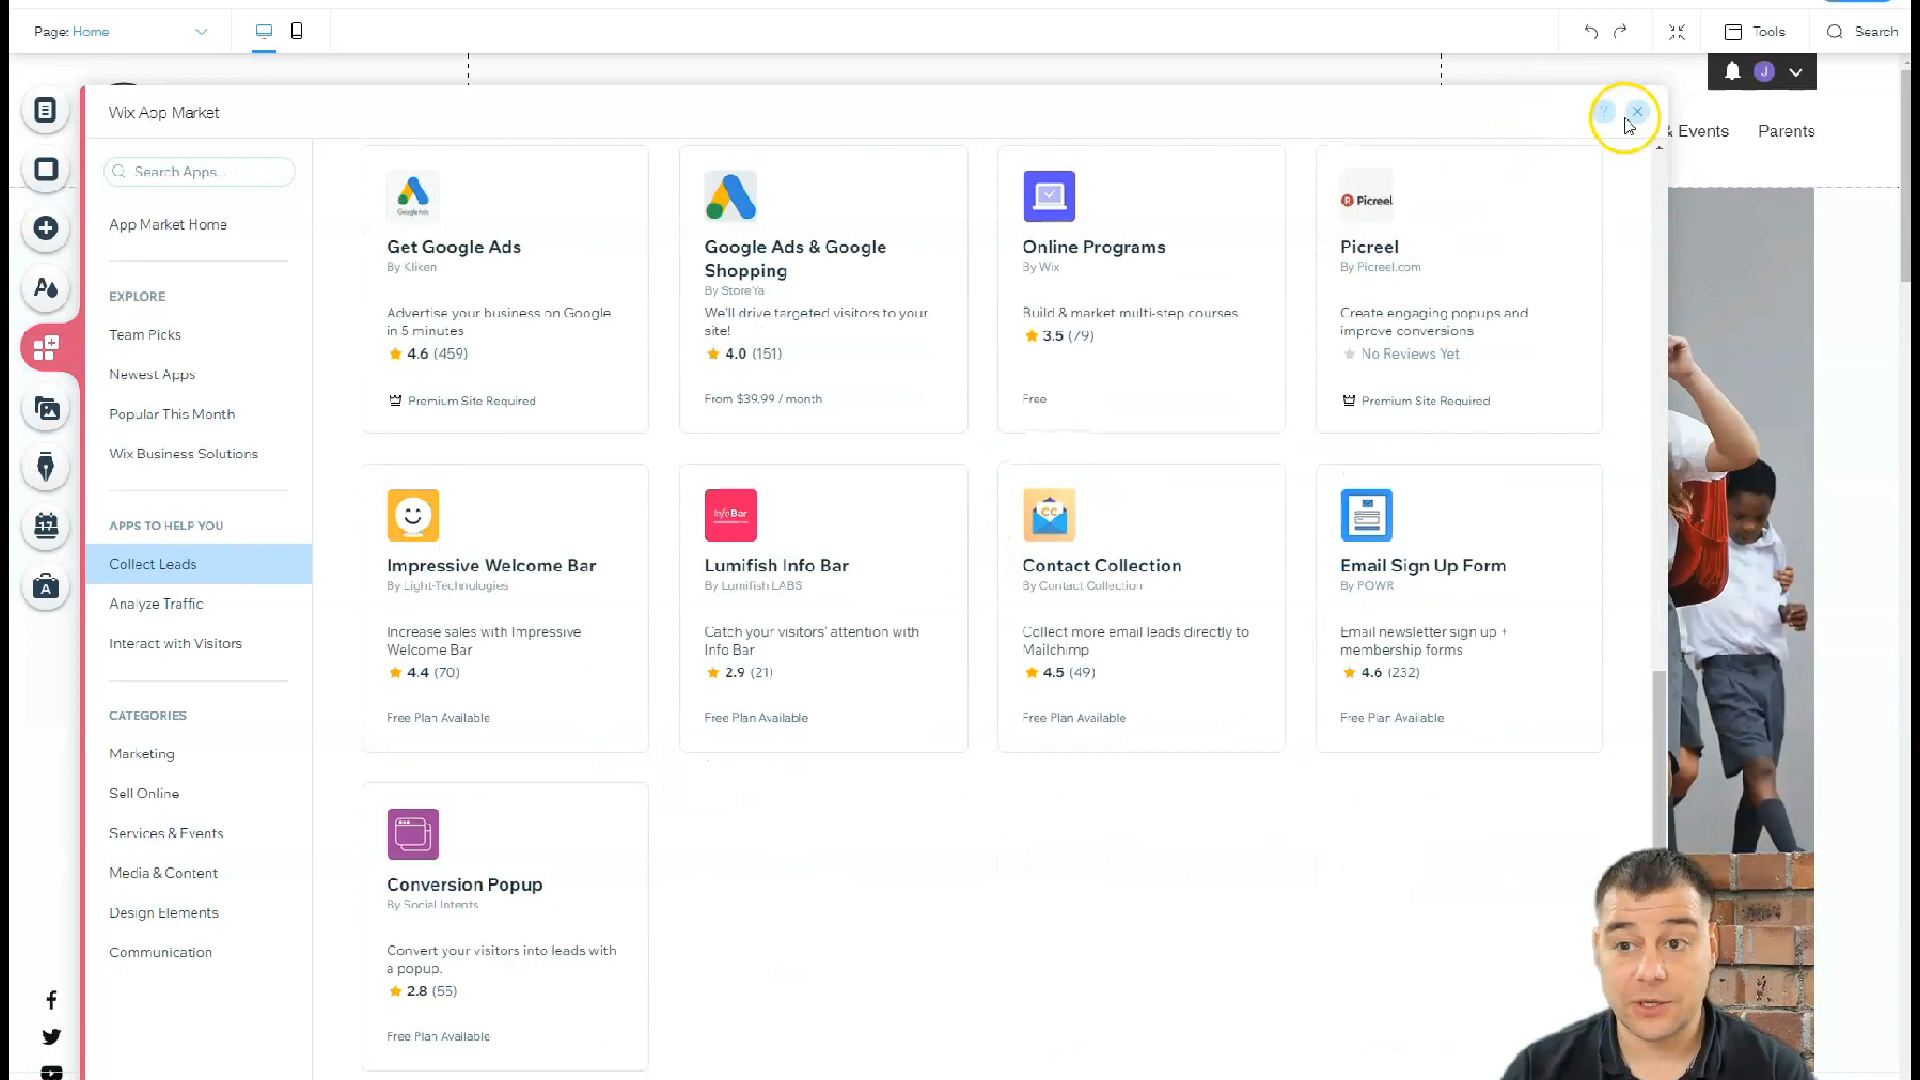 Page: Home
Tools
Search
J
Wix App Market
?
& Events
Parents
Search Apps...
App Market Home
EXPLORE
Team Picks
Newest Apps
Popular This Month
Wix Business Solutions
APPS TO HELP YOU
Collect Leads
Analyze Traffic
Interact with Visitors
CATEGORIES
Marketing
Sell Online
Services & Events
Media & Content
Design Elements
Communication
Google Ads
Get Google Ads
By Kliken
Advertise your business on Google
in 5 minutes
4.6 (459)
Premium Site Required
Google Ads & Google
Shopping
By StoreYa
We'll drive targeted visitors to your
site!
4.0 (151)
From $39.99 / month
Online Programs
By Wix
Build & market multi-step courses
3.5 (79)
Free
Picreel
Picreel
By Picreel.com
Create engaging popups and
improve conversions
No Reviews Yet
Premium Site Required
Impressive Welcome Bar
By Light-Technologies
Increase sales with Impressive
Welcome Bar
4.4 (70)
Free Plan Available
InfoBar
Lumifish Info Bar
By Lumifish LABS
Catch your visitors' attention with
Info Bar
2.9 (21)
Free Plan Available
CC
Contact Collection
By Contact Collection
Collect more email leads directly to
Mailchimp
4.5 (49)
Free Plan Available
Email Sign Up Form
By POWR
Email newsletter sign up +
membership forms
4.6 (232)
Free Plan Available
Conversion Popup
By Social Intents
Convert your visitors into leads with
a popup.
2.8 (55)
Free Plan Available
17
A